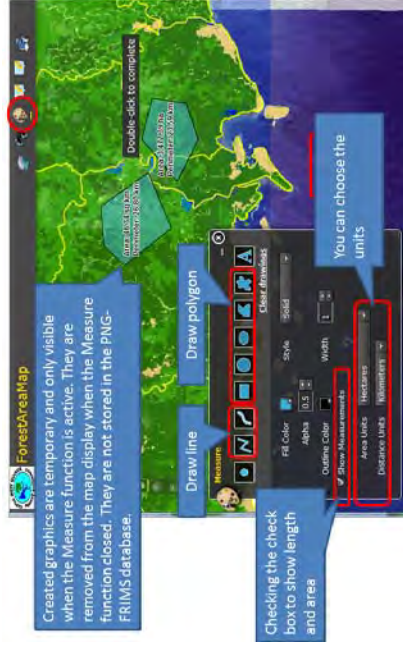 ForestAreaMap
Created graphics are temporary and only visible
when the Measure function is active. They are
removed from the map display when the Measure
function closed. They are not stored in the PNG-
FRIMS database.
Double-click to complete
Draw line
Draw polygon
Measure
A
Clear drawings
Fill Color
Style
Solid
Alpha
0.5
Width
1
Outline Color
Show Measurements
Area Units
Hectares
Distance Units
Kilometers
Checking the check
box to show length
and area
You can choose the
units